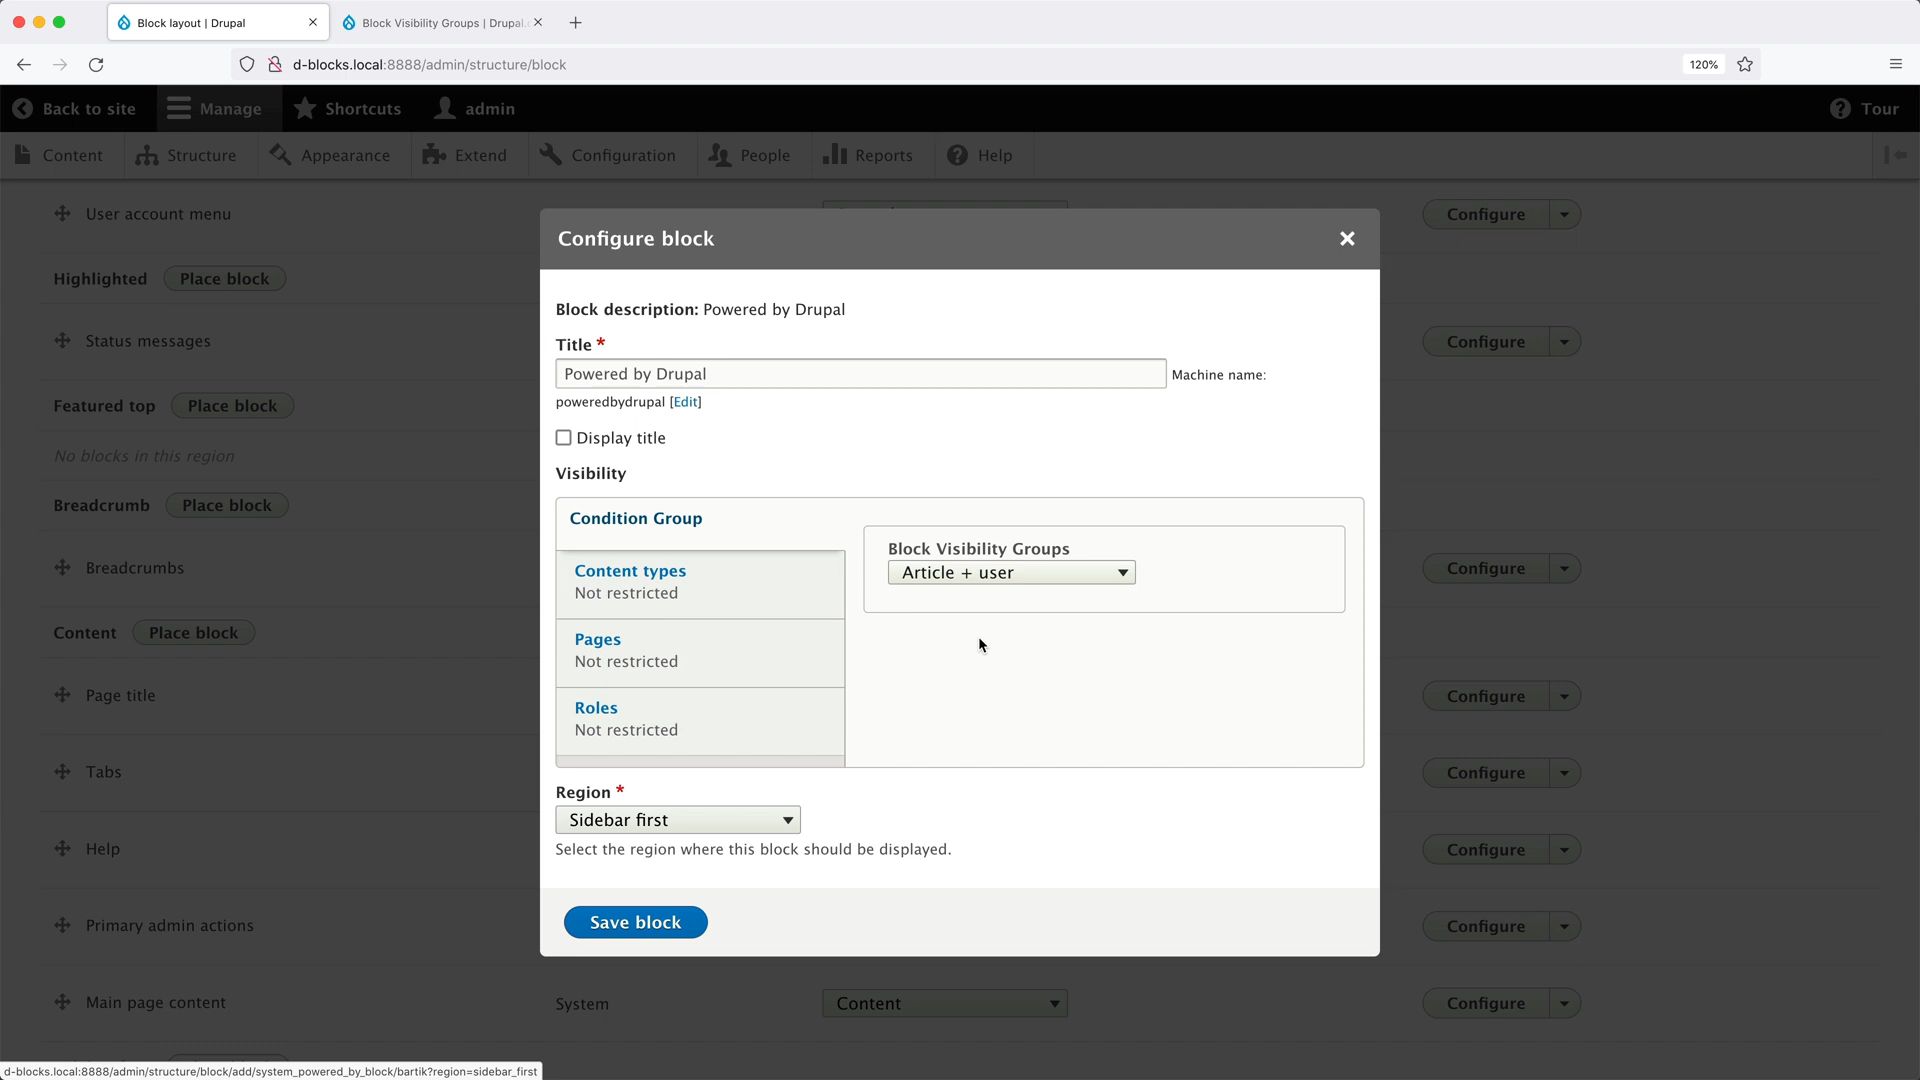 Block layout | Drupal
Block Visibility Groups | Drupal.
d-blocks.local:8888/admin/structure/block
120%
Back to site
Manage
Shortcuts
admin
Tour
Content
Structure
Appearance
Extend
Configuration
People
Reports
Help
User account menu
Configure
Highlighted
Place block
Status messages
Configure
Featured top
Place block
No blocks in this region
Breadcrumb
Place block
Breadcrumbs
Configure
Content
Place block
Page title
Configure
Tabs
Configure
Help
Configure
Primary admin actions
Configure
Main page content
System
Content
Configure
Configure block
Block description: Powered by Drupal
Title *
Powered by Drupal
Machine name:
poweredbydrupal [Edit]
Display title
Visibility
Condition Group
Content types
Not restricted
Pages
Not restricted
Roles
Not restricted
Block Visibility Groups
Article + user
Region *
Sidebar first
Select the region where this block should be displayed.
Save block
d-blocks.local:8888/admin/structure/block/add/system_powered_by_block/bartik?region=sidebar_first